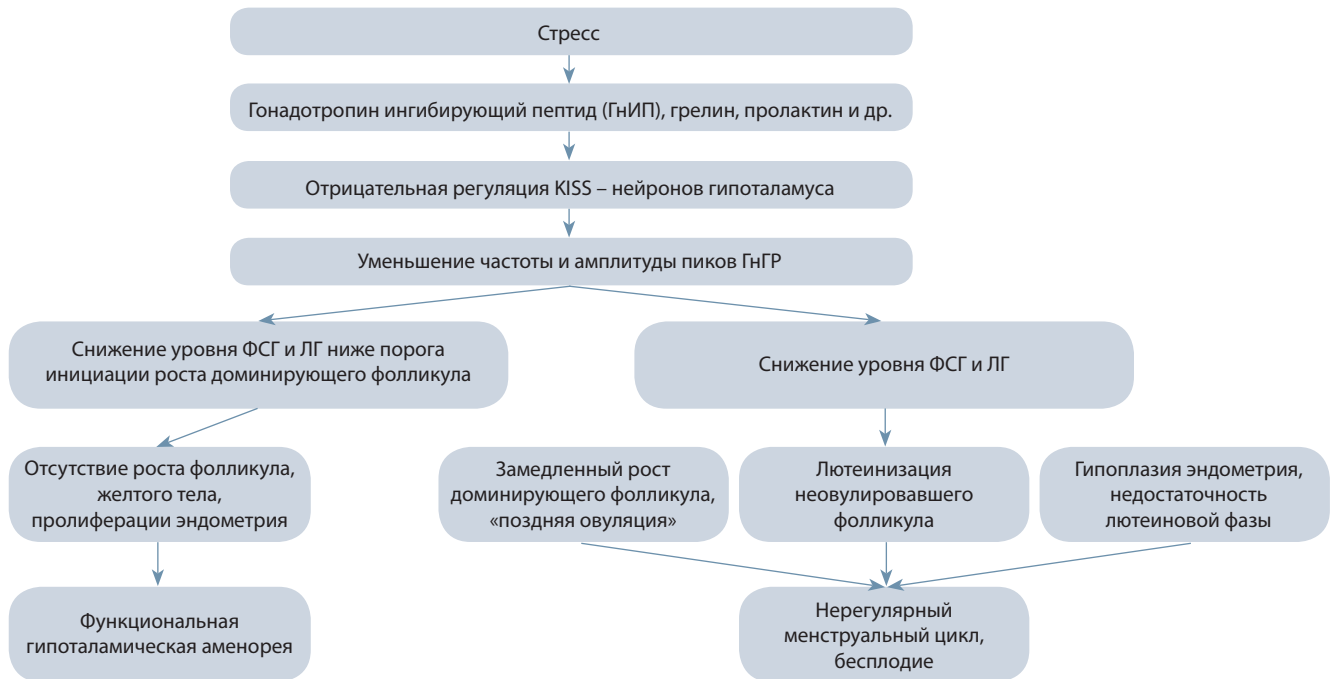 Стресс
Гонадотропин ингибирующий пептид (ГнИП), грелин, пролактин и др.
Отрицательная регуляция KISS – нейронов гипоталамуса
Уменьшение частоты и амплитуды пиков ГнГР
Снижение уровня ФСГ и ЛГ ниже порога
инициации роста доминирующего фолликула
Снижение уровня ФСГ и ЛГ
Отсутствие роста фолликула,
желтого тела,
пролиферации эндометрия
Замедленный рост
доминирующего фолликула,
«поздняя овуляция»
Лютеинизация
неовулировавшего
фолликула
Гипоплазия эндометрия,
недостаточность
лютеиновой фазы
Функциональная
гипоталамическая аменорея
Нерегулярный
менструальный цикл,
бесплодие